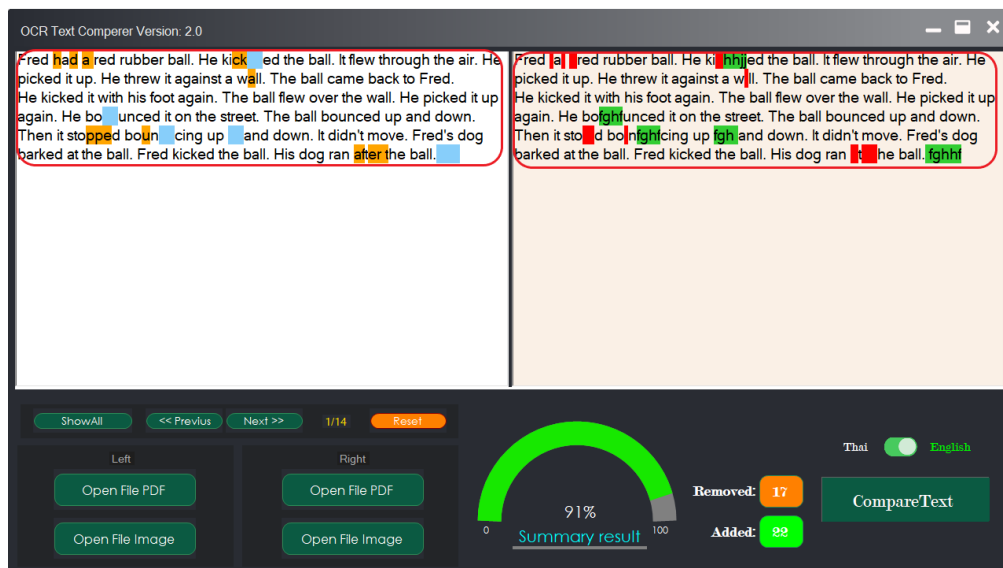 OCR Text Comperer Version: 2.0
Fred had a red rubber ball. He kicked the ball. It flew through the air. He
picked it up. He threw it against a wall. The ball came back to Fred.
He kicked it with his foot again. The ball flew over the wall. He picked it up
again. He bo unced it on the street. The ball bounced up and down.
Then it stopped boun cing up and down. It didn't move. Fred's dog
barked at the ball. Fred kicked the ball. His dog ran after the ball.
Fred a red rubber ball. He ki hhjjed the ball. It flew through the air. He
picked it up. He threw it against a w ll. The ball came back to Fred.
He kicked it with his foot again. The ball flew over the wall. He picked it up
again. He bofghfunced it on the street. The ball bounced up and down.
Then it sto d bo nfghfcing up fgh and down. It didn't move. Fred's dog
barked at the ball. Fred kicked the ball. His dog ran t he ball. fghhf
ShowAll
<< Previus
Next >>
1/14
Reset
Left
Right
Open File PDF
Open File PDF
Open File Image
Open File Image
0
91%
100
Summary result
Removed: 17
Added: 22
Thai
English
CompareText